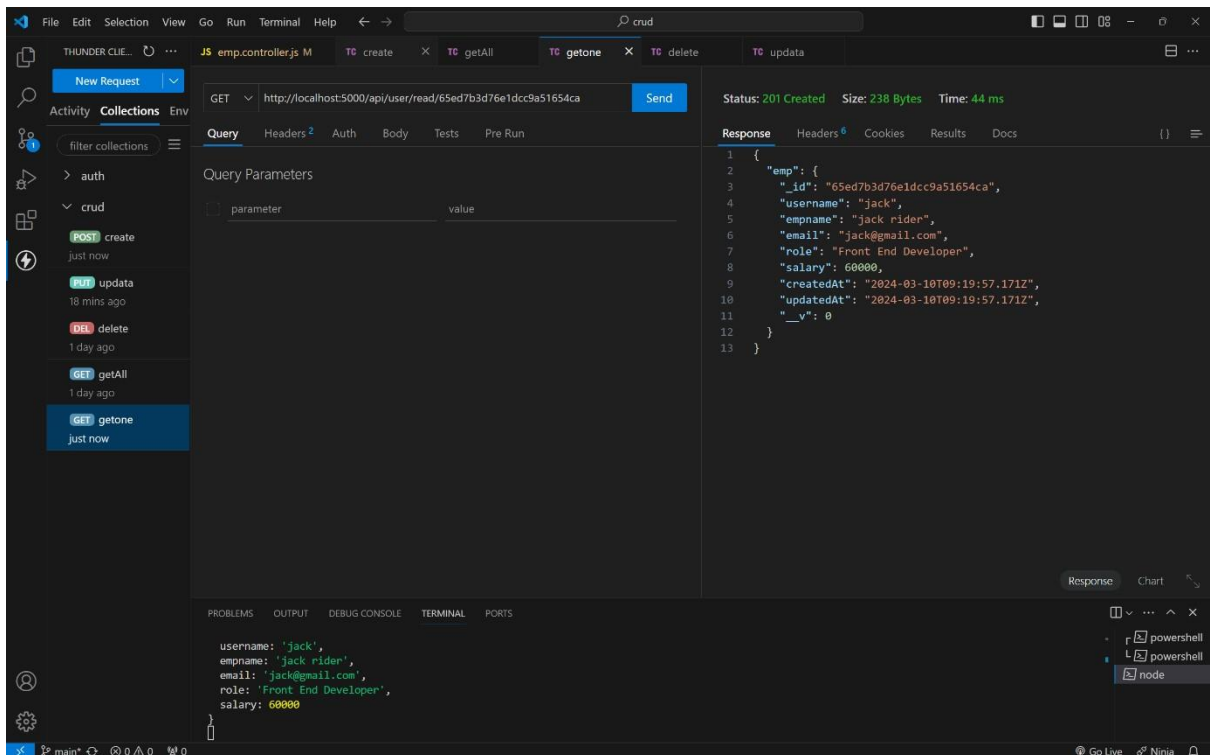 File Edit Selection View Go Run Terminal Help
crud
THUNDER CLIE...
New Request
Activity Collections Env
filter collections
auth
crud
POST create
just now
PUT updata
18 mins ago
DEL delete
1 day ago
GET getAll
1 day ago
GET getone
just now
JS emp.controller.js M
TC create
TC getAll
TC getone
TC delete
TC updata
GET http://localhost:5000/api/user/read/65ed7b3d76e1dcc9a51654ca Send
Query Headers 2 Auth Body Tests Pre Run
Query Parameters
parameter value
Status: 201 Created Size: 238 Bytes Time: 44 ms
Response Headers 6 Cookies Results Docs {}
1 {
2 "emp": {
3 "_id": "65ed7b3d76e1dcc9a51654ca",
4 "username": "jack",
5 "empname": "jack rider",
6 "email": "jack@gmail.com",
7 "role": "Front End Developer",
8 "salary": 60000,
9 "createdAt": "2024-03-10T09:19:57.171Z",
10 "updatedAt": "2024-03-10T09:19:57.171Z",
11 "__v": 0
12 }
13 }
Response Chart
PROBLEMS OUTPUT DEBUG CONSOLE TERMINAL PORTS
username: 'jack',
empname: 'jack rider',
email: 'jack@gmail.com',
role: 'Front End Developer',
salary: 60000
}
powershell
powershell
node
main* 0 0 0
Go Live Ninja